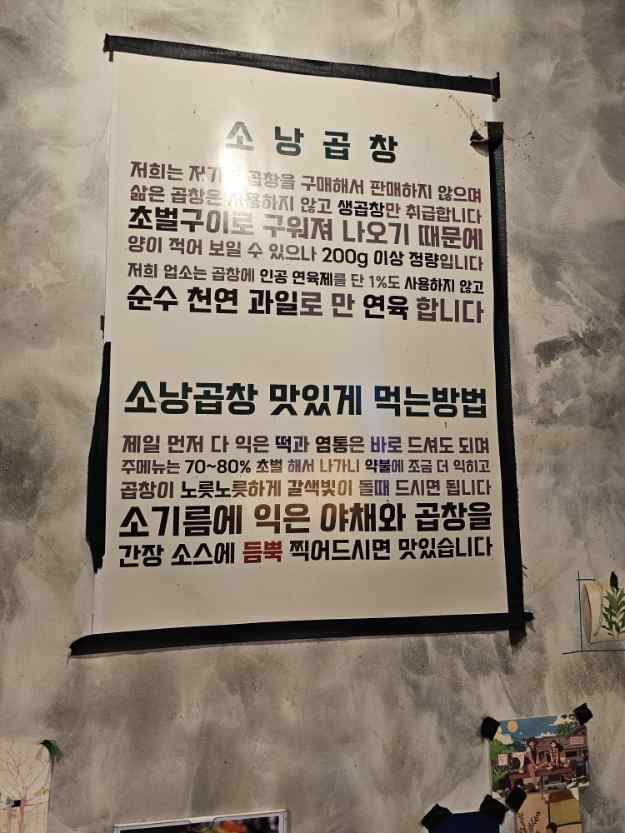 소낭곱창
저희는 저가 곱창을 구매해서 판매하지 않으며
삶은 곱창은 사용하지 않고 생곱창만 취급합니다
초벌구이로 구워져 나오기 때문에
양이 적어 보일 수 있으나 200g 이상 정량입니다
저희 업소는 곱창에 인공 연육제를 단 1%도 사용하지 않고
순수 천연 과일로 만 연육 합니다
소낭곱창 맛있게 먹는방법
제일 먼저 다 익은 떡과 염통은 바로 드셔도 되며
주메뉴는 70~80% 초벌 해서 나가니 약불에 조금 더 익히고
곱창이 노릇노릇하게 갈색빛이 돌때 드시면 됩니다
소기름에 익은 야채와 곱창을
간장 소스에 듬뿍 찍어드시면 맛있습니다